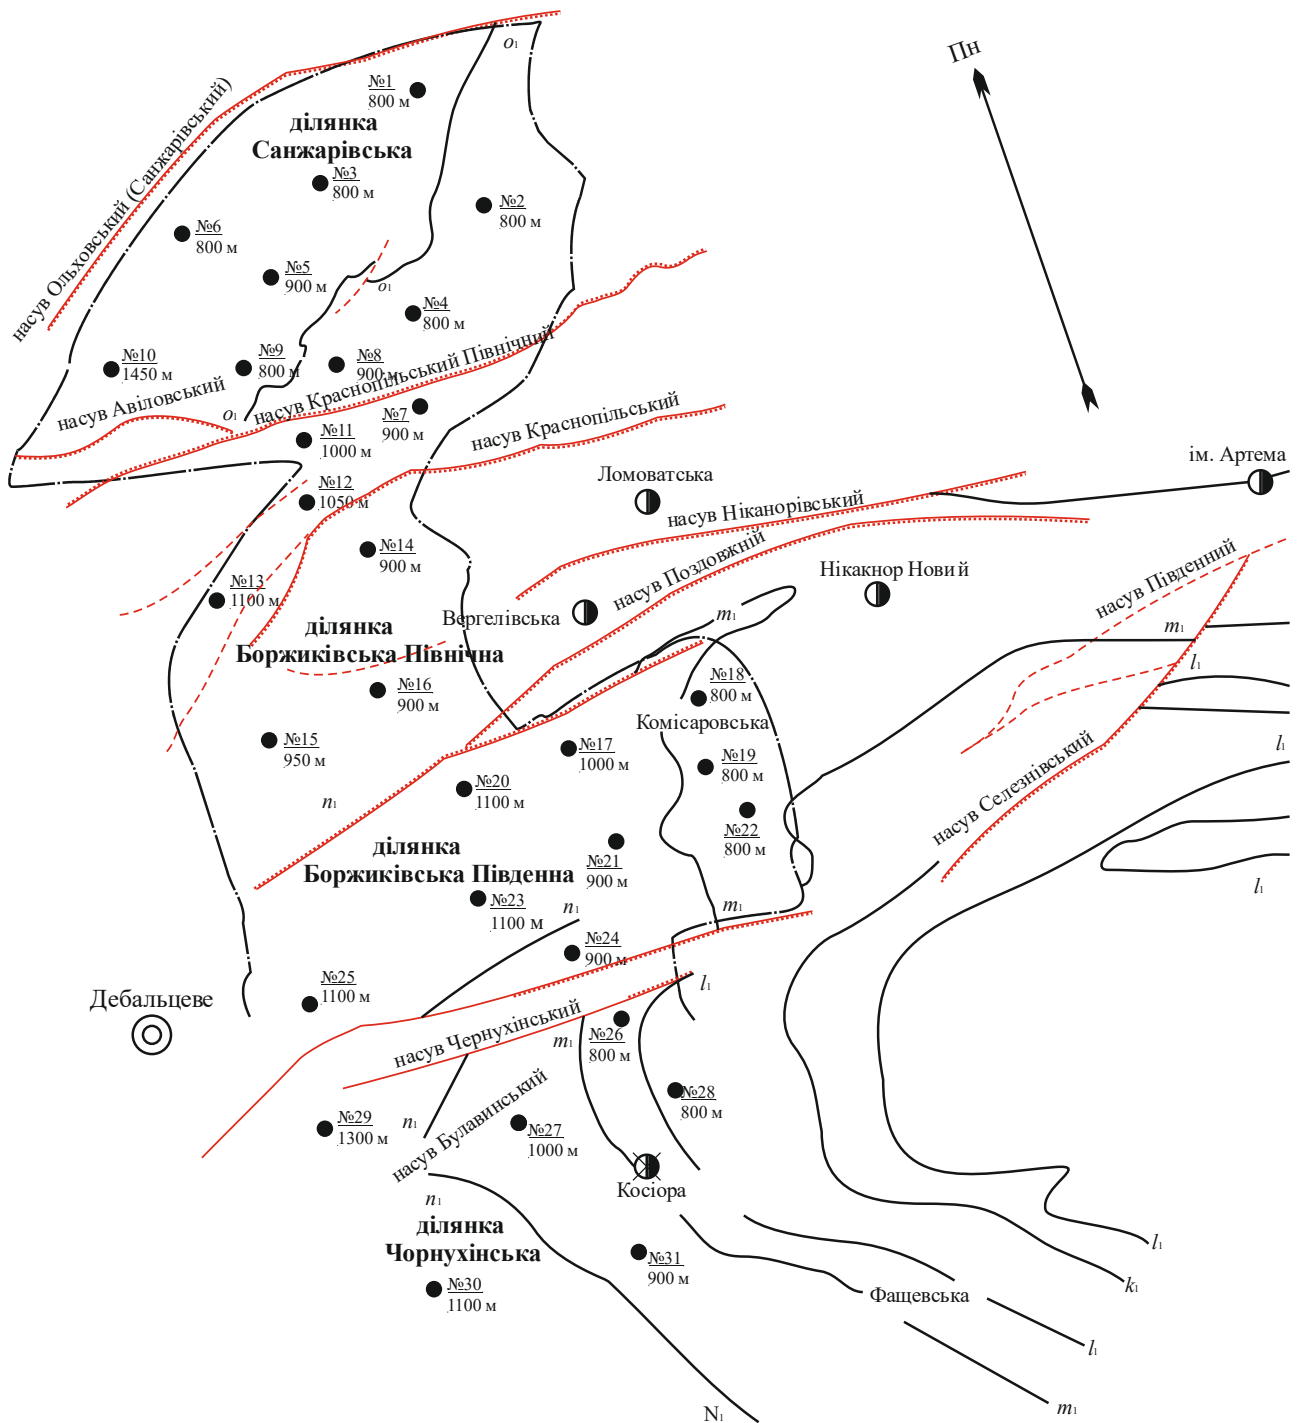 Пн
o₁
№1
800 м
ділянка
Санжарівська
№3
800 м
№2
800 м
насув Ольховський (Санжарівський)
№6
800 м
№5
900 м
o₁
№4
800 м
№10
1450 м
№9
800 м
№8
900 м
насув Краснопільський Північний
насув Авіловський
o₁
№7
900 м
насув Краснопільський
№11
1000 м
ім. Артема
Ломоватська
№12
1050 м
насув Ніканорівський
№14
900 м
насув Поздовжній
насув Південний
№13
1100 м
Нікакнор Новий
Вергелівська
m₁
m₁
ділянка
Боржиківська Північна
l₁
№16
900 м
№18
800 м
Комісаровська
№15
950 м
№17
1000 м
№19
800 м
l₁
№20
1100 м
n₁
насув Селезнівський
№22
800 м
ділянка
Боржиківська Південна
№21
900 м
l₁
№23
1100 м
n₁
m₁
№24
900 м
№25
1100 м
l₁
Дебальцеве
насув Чернухінський
m₁
№26
800 м
№28
800 м
насув Булавинський
№29
1300 м
n₁
№27
1000 м
Косіора
n₁
ділянка
Чорнухінська
l₁
№31
900 м
№30
1100 м
k₁
Фащевська
l₁
m₁
N₁